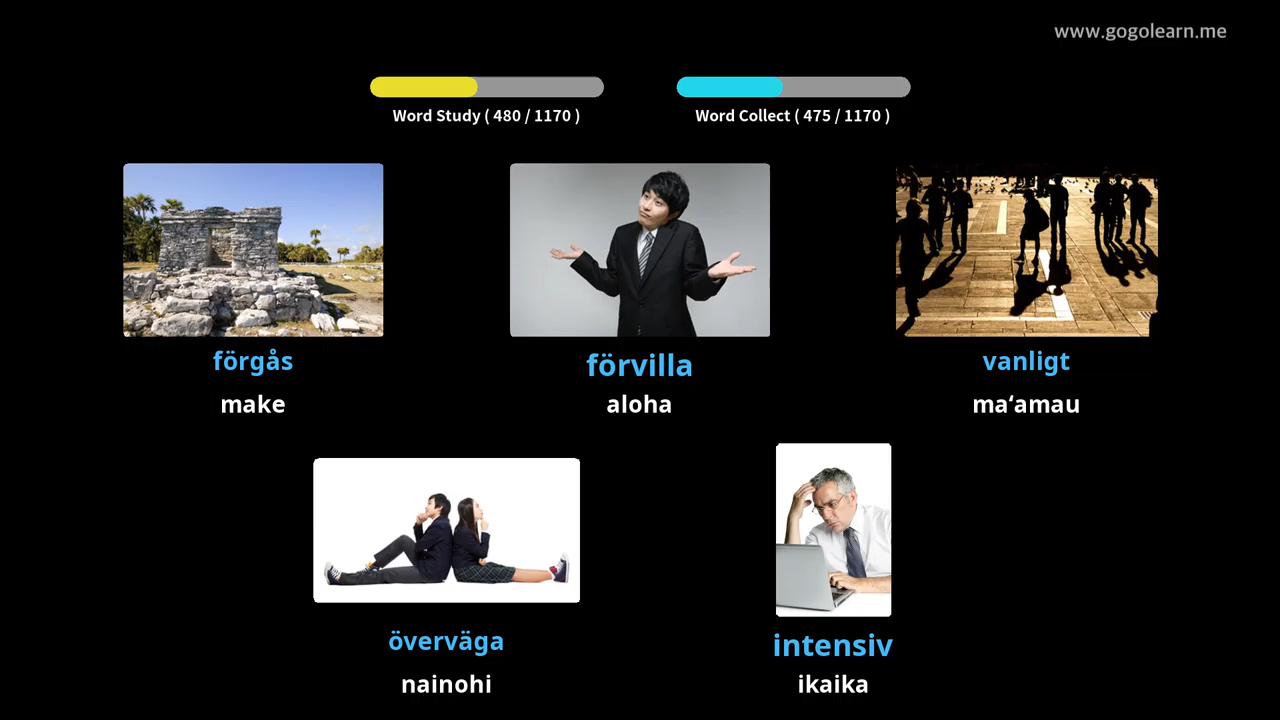 www.gogolearn.me
Word Study ( 480 / 1170 )
Word Collect ( 475 / 1170 )
förgås
förvilla
vanligt
make
aloha
maʻamau
överväga
intensiv
nainohi
ikaika